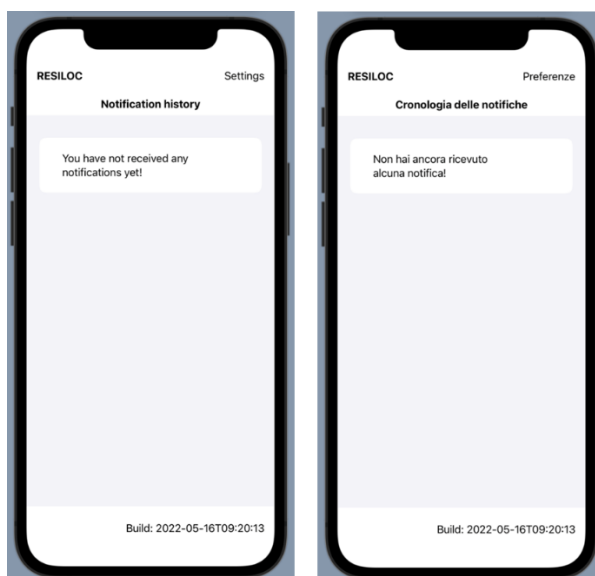 RESILOC Settings
Notification history
You have not received any
notifications yet!
Build: 2022-05-16T09:20:13
RESILOC Preferenze
Cronologia delle notifiche
Non hai ancora ricevuto
alcuna notifica!
Build: 2022-05-16T09:20:13